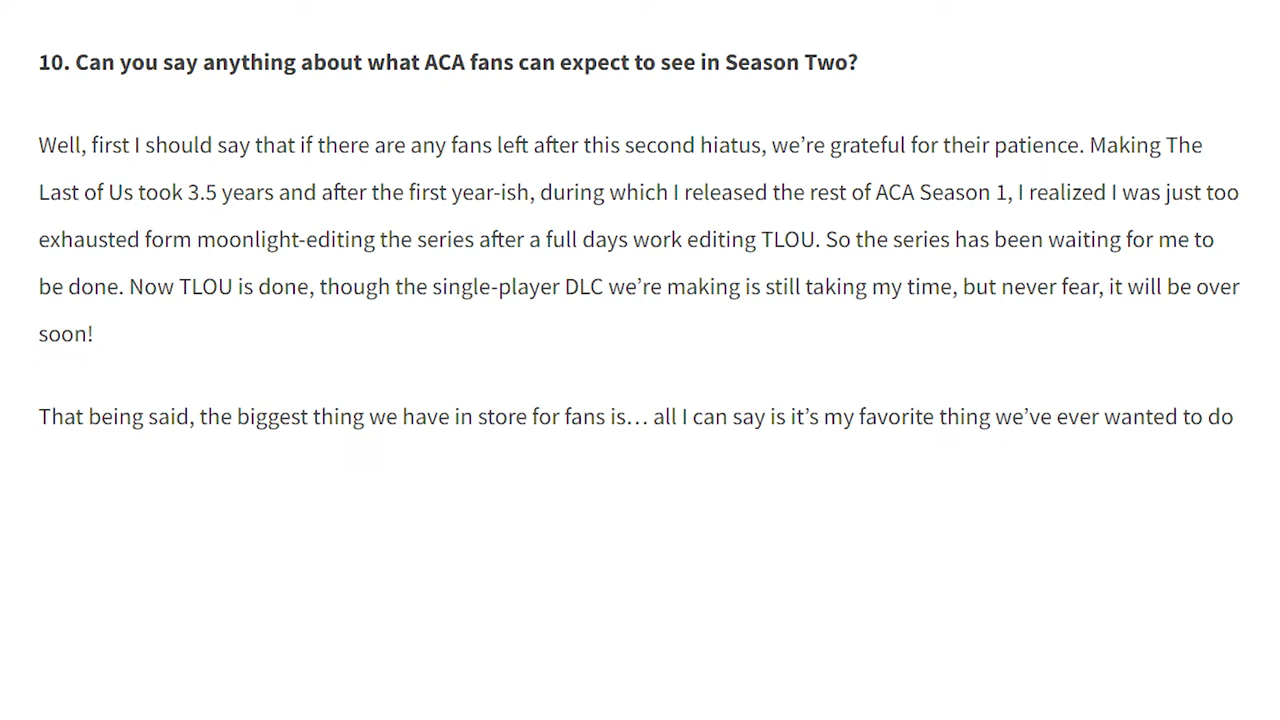 10. Can you say anything about what ACA fans can expect to see in Season Two?
Well, first I should say that if there are any fans left after this second hiatus, we’re grateful for their patience. Making The
Last of Us took 3.5 years and after the first year-ish, during which I released the rest of ACA Season 1, I realized I was just too
exhausted form moonlight-editing the series after a full days work editing TLOU. So the series has been waiting for me to
be done. Now TLOU is done, though the single-player DLC we’re making is still taking my time, but never fear, it will be over
soon!
That being said, the biggest thing we have in store for fans is… all I can say is it’s my favorite thing we’ve ever wanted to do